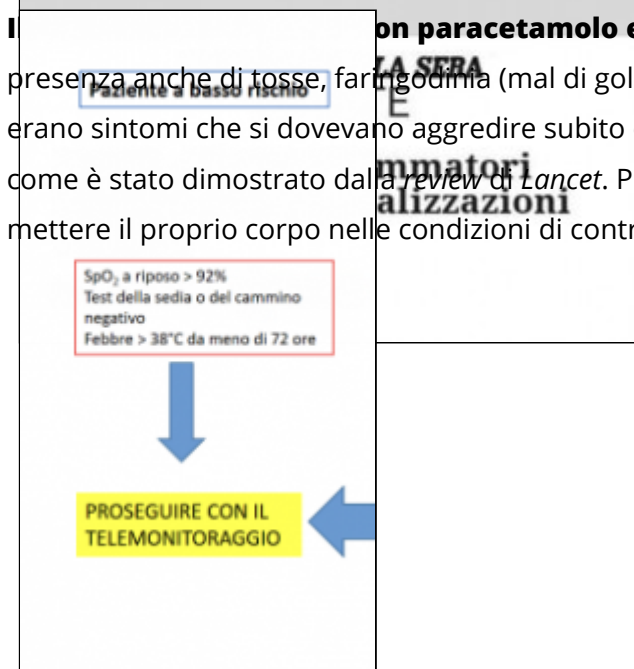 on paracetamolo e
LA SERA
presenza anche di tosse, faringodinia (mal di gol
Paziente a basso rischio
E
erano sintomi che si dovevano aggredire subito
mmatori
come è stato dimostrato dalla review di Lancet. P
alizzazioni
mettere il proprio corpo nelle condizioni di contr
SpO₂ a riposo > 92%
Test della sedia o del cammino
negativo
Febbre > 38°C da meno di 72 ore
PROSEGUIRE CON IL
TELEMONITORAGGIO